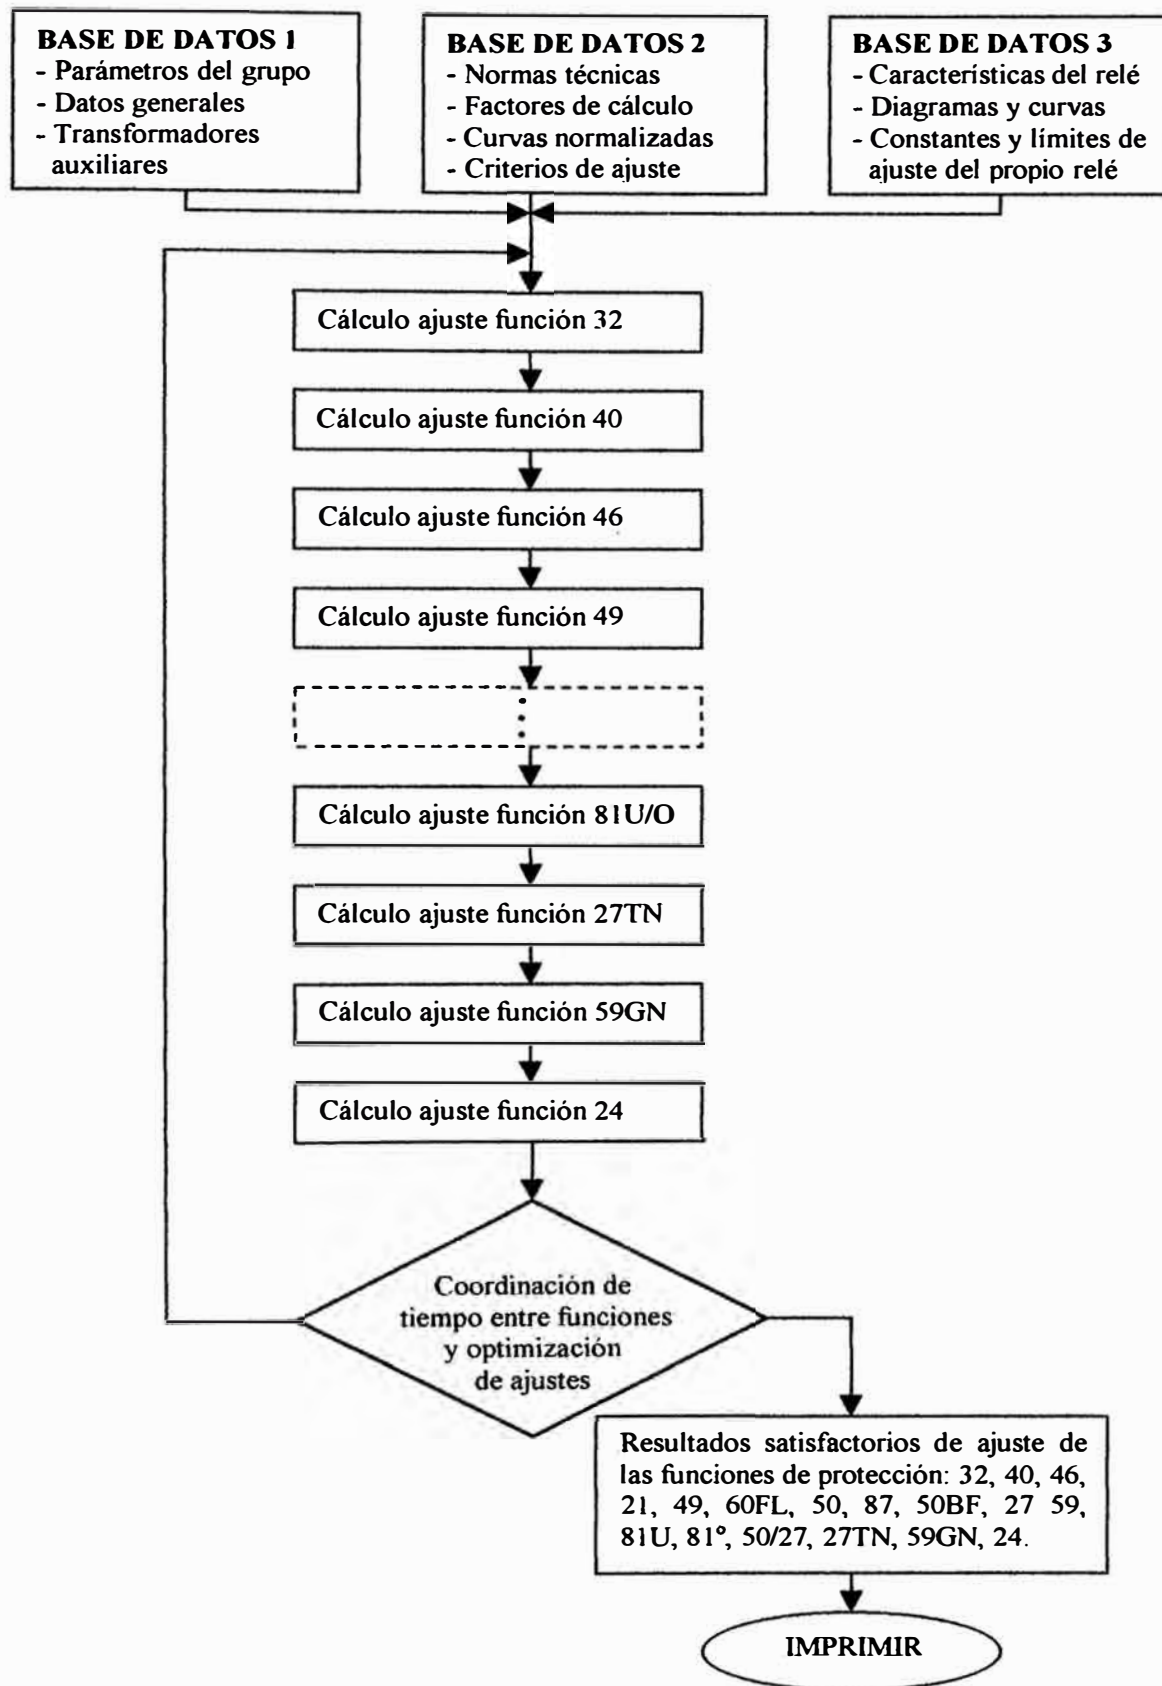 BASE DE DATOS 1
- Parámetros del grupo
- Datos generales
- Transformadores
auxiliares
BASE DE DATOS 2
- Normas técnicas
- Factores de cálculo
- Curvas normalizadas
- Criterios de ajuste
BASE DE DATOS 3
- Características del relé
- Diagramas y curvas
- Constantes y límites de
ajuste del propio relé
Cálculo ajuste función 32
Cálculo ajuste función 40
Cálculo ajuste función 46
Cálculo ajuste función 49
Cálculo ajuste función 81U/O
Cálculo ajuste función 27TN
Cálculo ajuste función 59GN
Cálculo ajuste función 24
Coordinación de
tiempo entre funciones
y optimización
de ajustes
Resultados satisfactorios de ajuste de
las funciones de protección: 32, 40, 46,
21, 49, 60FL, 50, 87, 50BF, 27 59,
81U, 81°, 50/27, 27TN, 59GN, 24.
IMPRIMIR